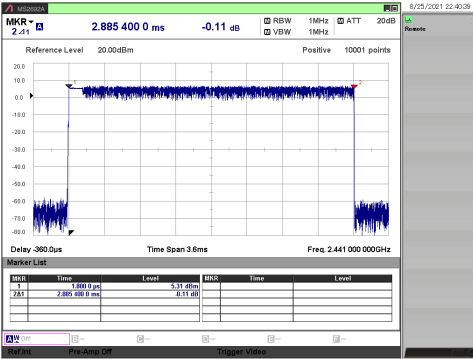 MS2692A
8/25/2021 22:40:39
MKR
2 Δ1
A
2.885 400 0 ms
-0.11 dB
RBW 1MHz
ATT 20dB
VBW 1MHz
Remote
Reference Level 20.00dBm
Positive 10001 points
20.0
10.0
0.0
-10.0
-20.0
-30.0
-40.0
-50.0
-60.0
-70.0
-80.0
1
2
Delay -360.0μs
Time Span 3.6ms
Freq. 2.441 000 000GHz
Marker List
MKR Time Level MKR Time Level
1 1.800 0 μs 5.31 dBm
2Δ1 2.885 400 0 ms -0.11 dB
Off
Ref.Int Pre-Amp Off Trigger Video